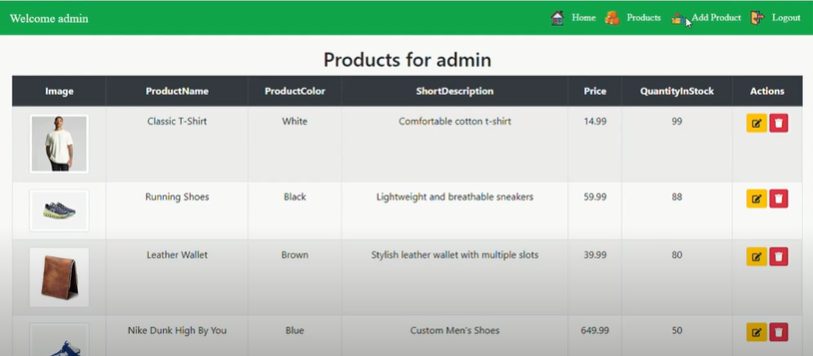 Welcome admin
Home Products Add Product Logout
Products for admin
Image ProductName ProductColor ShortDescription Price QuantityInStock Actions
Classic T-Shirt White Comfortable cotton t-shirt 14.99 99
Running Shoes Black Lightweight and breathable sneakers 59.99 88
Leather Wallet Brown Stylish leather wallet with multiple slots 39.99 80
Nike Dunk High By You Blue Custom Men's Shoes 649.99 50